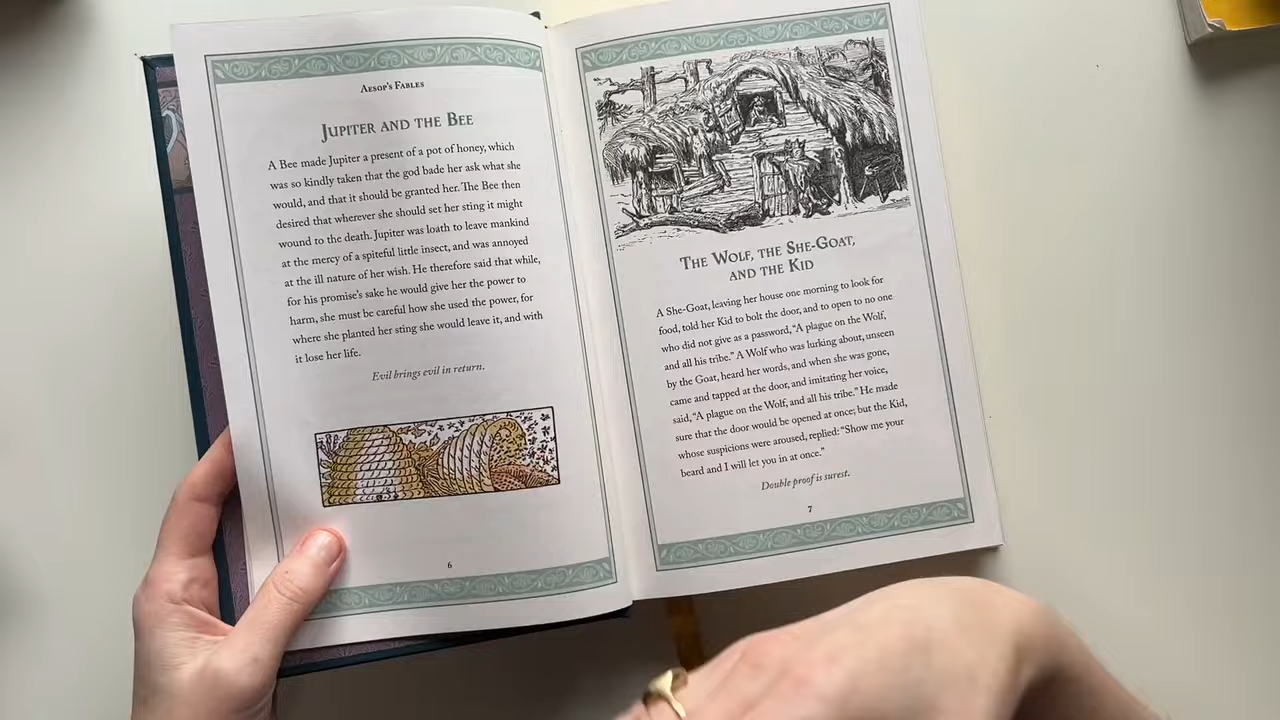 AESOP'S FABLES
JUPITER AND THE BEE
A Bee made Jupiter a present of a pot of honey, which
was so kindly taken that the god bade her ask what she
would, and that it should be granted her. The Bee then
desired that wherever she should set her sting it might
wound to the death. Jupiter was loath to leave mankind
at the mercy of a spiteful little insect, and was annoyed
at the ill nature of her wish. He therefore said that while,
for his promise's sake he would give her the power to
harm, she must be careful how she used the power, for
where she planted her sting she would leave it, and with
it lose her life.
Evil brings evil in return.
6
THE WOLF, THE SHE-GOAT,
AND THE KID
A She-Goat, leaving her house one morning to look for
food, told her Kid to bolt the door, and to open to no one
who did not give as a password, “A plague on the Wolf,
and all his tribe.” A Wolf who was lurking about, unseen
by the Goat, heard her words, and when she was gone,
came and tapped at the door, and imitating her voice,
said, “A plague on the Wolf, and all his tribe.” He made
sure that the door would be opened at once; but the Kid,
whose suspicions were aroused, replied: “Show me your
beard and I will let you in at once.”
Double proof is surest.
7